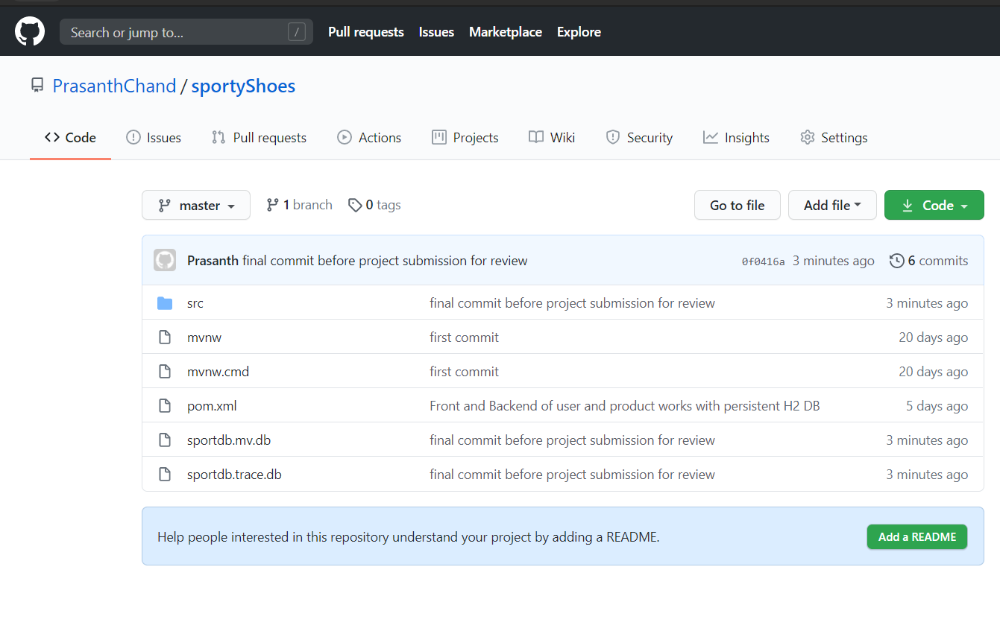 Search or jump to... /
Pull requests Issues Marketplace Explore
PrasanthChand / sportyShoes
Code Issues Pull requests Actions Projects Wiki Security Insights Settings
master 1 branch 0 tags Go to file Add file Code
Prasanth final commit before project submission for review 0f0416a 3 minutes ago 6 commits
src final commit before project submission for review 3 minutes ago
mvnw first commit 20 days ago
mvnw.cmd first commit 20 days ago
pom.xml Front and Backend of user and product works with persistent H2 DB 5 days ago
sportdb.mv.db final commit before project submission for review 3 minutes ago
sportdb.trace.db final commit before project submission for review 3 minutes ago
Help people interested in this repository understand your project by adding a README. Add a README